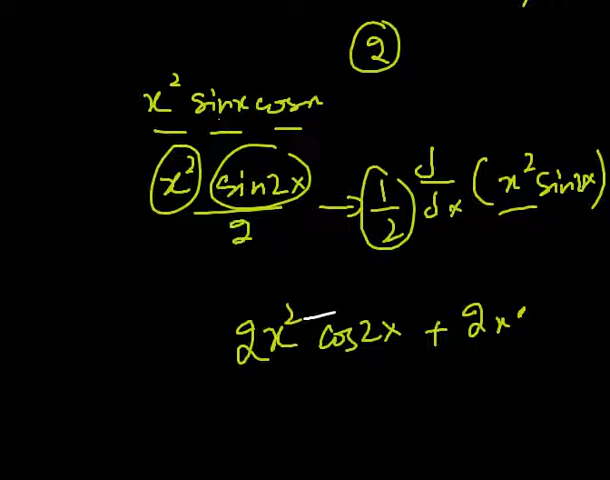 2
x² sinx cosx
x² sin2x / 2 → 1/2 d/dx (x² sin2x)
2x² cos2x + 2x